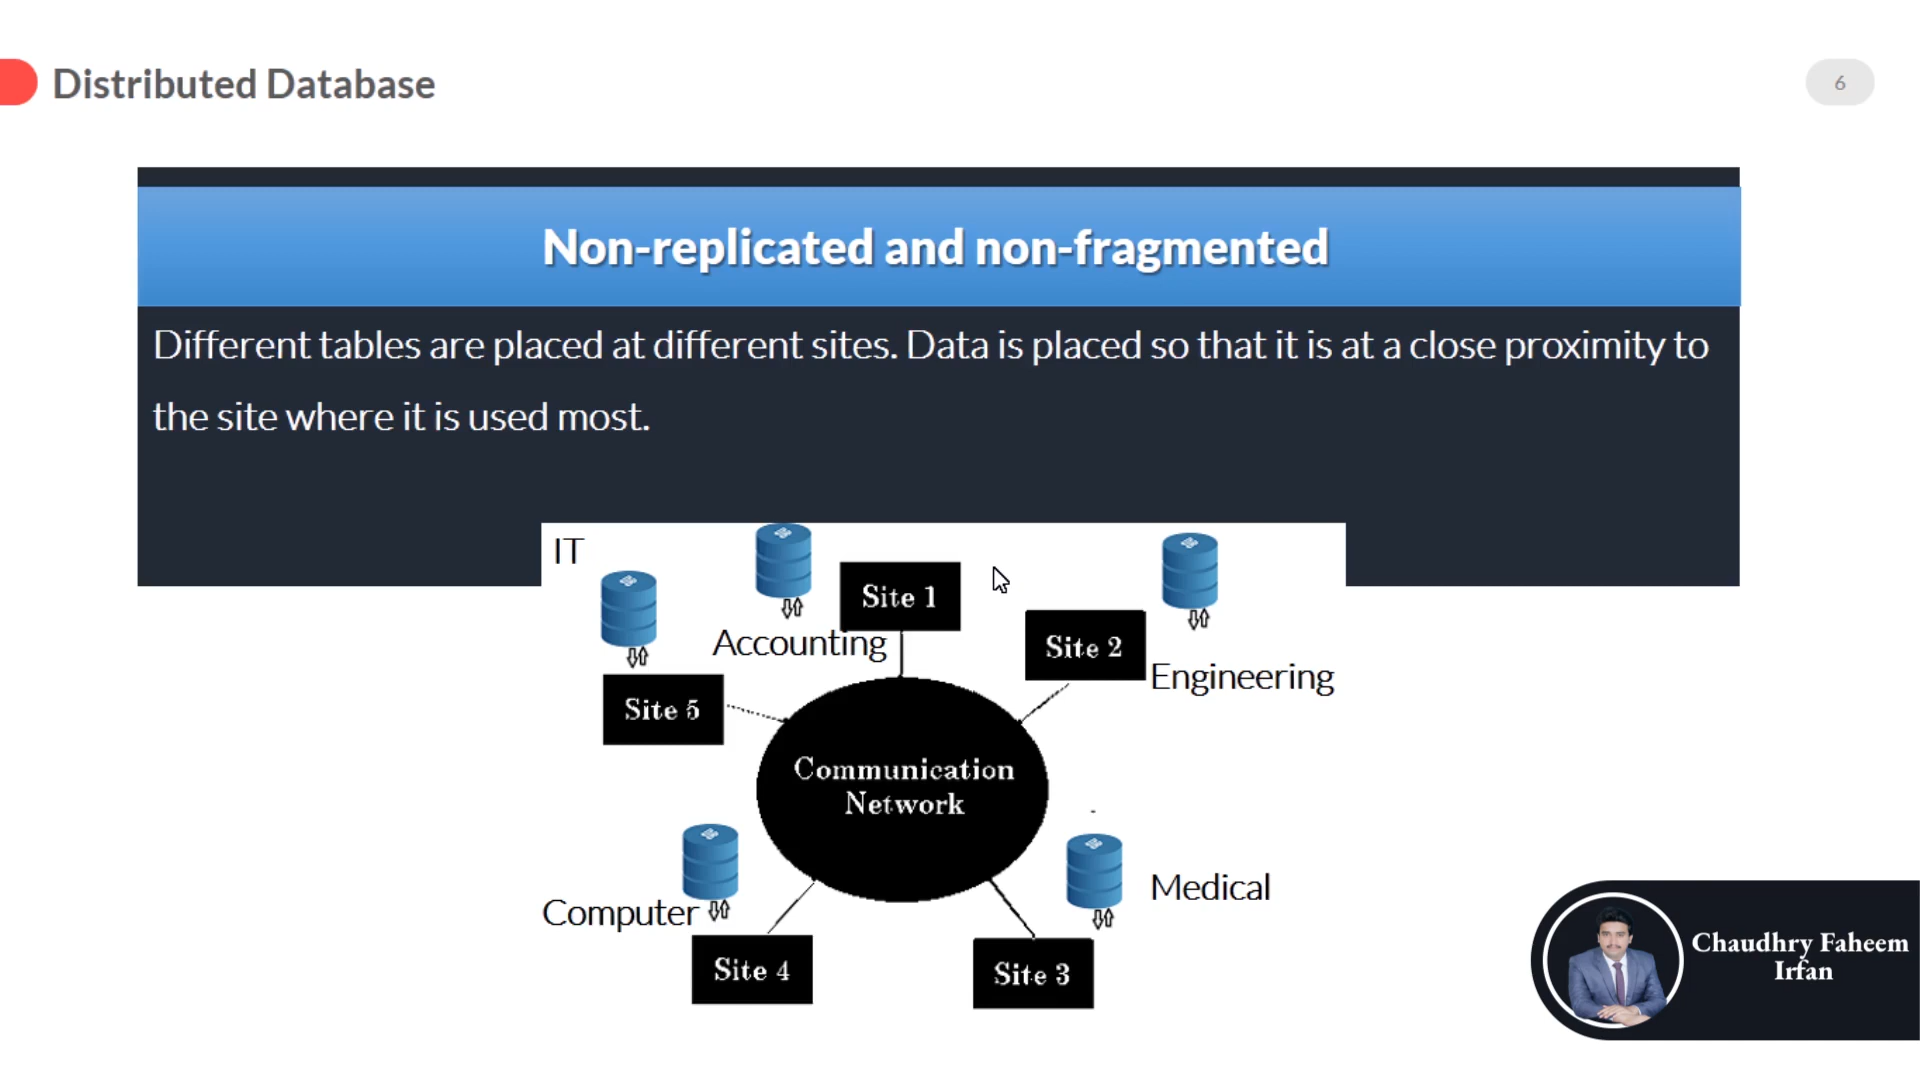 Distributed Database
6
Non-replicated and non-fragmented
Different tables are placed at different sites. Data is placed so that it is at a close proximity to
the site where it is used most.
IT
Site 1
Accounting
Site 2
Engineering
Site 5
Communication
Network
Computer
Medical
Site 4
Site 3
Chaudhry Faheem
Irfan